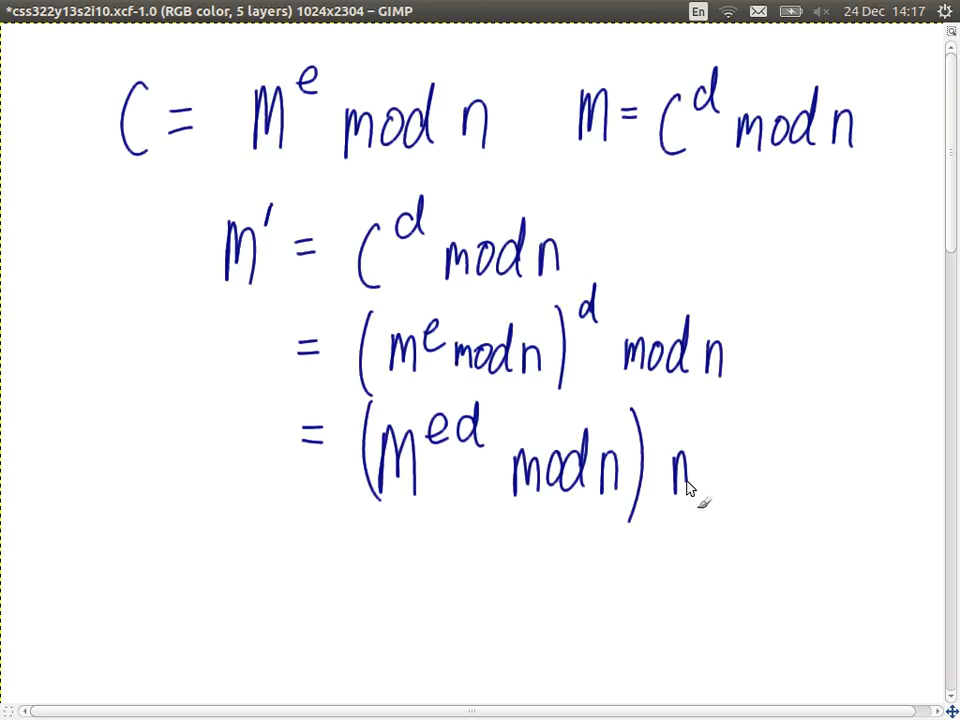 *css322y13s2i10.xcf-1.0 (RGB color, 5 layers) 1024x2304 – GIMP En 24 Dec 14:17
C = M^e mod n M = C^d mod n
M' = C^d mod n
= (M^e mod n)^d mod n
= (M^ed mod n) n